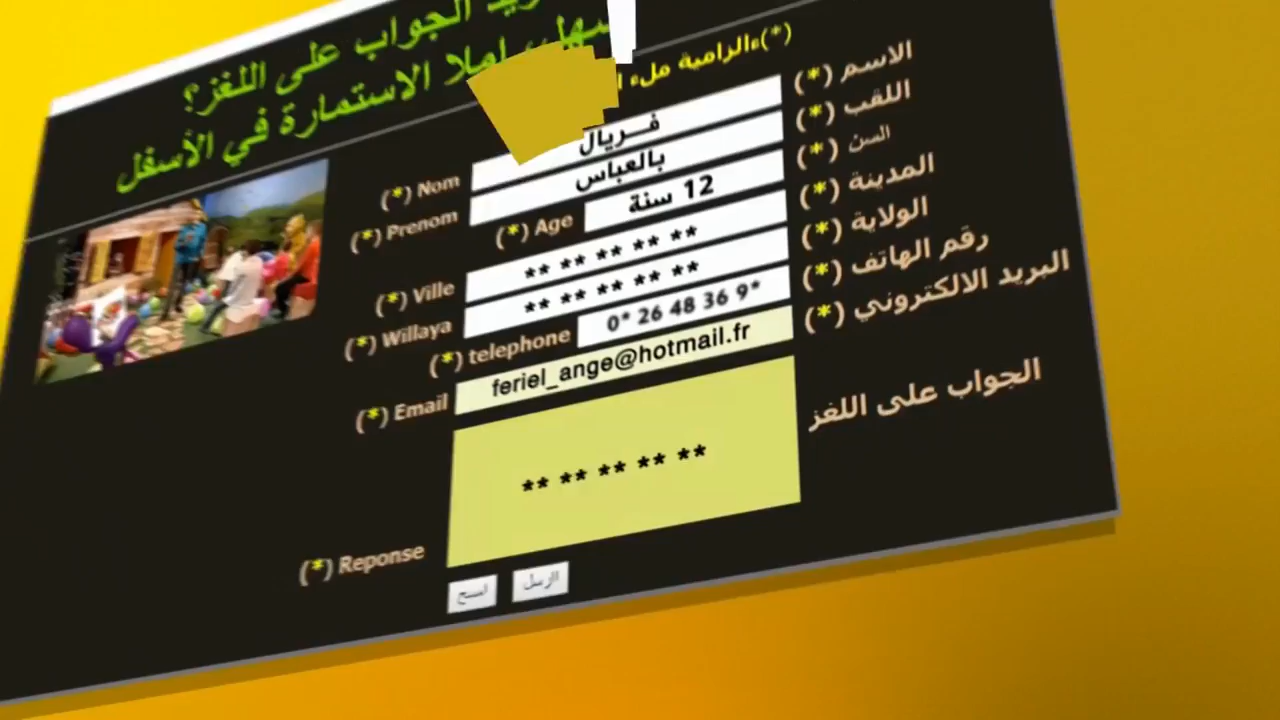 الجواب على اللغز؟
املا الاستمارة في الأسفل
(*)ءالرامية ملء
(*) Nom فــريال الاسم (*)
(*) Prenom بالعباس اللقب (*)
(*) Age 12 سنة السن (*)
(*) Ville ** ** ** ** ** المدينة (*)
(*) Willaya ** ** ** ** ** الولاية (*)
(*) telephone 0* 26 48 36 9* رقم الهاتف (*)
(*) Email feriel_ange@hotmail.fr البريد الالكتروني (*)
(*) Reponse ** ** ** ** ** الجواب على اللغز
امسح ارسل